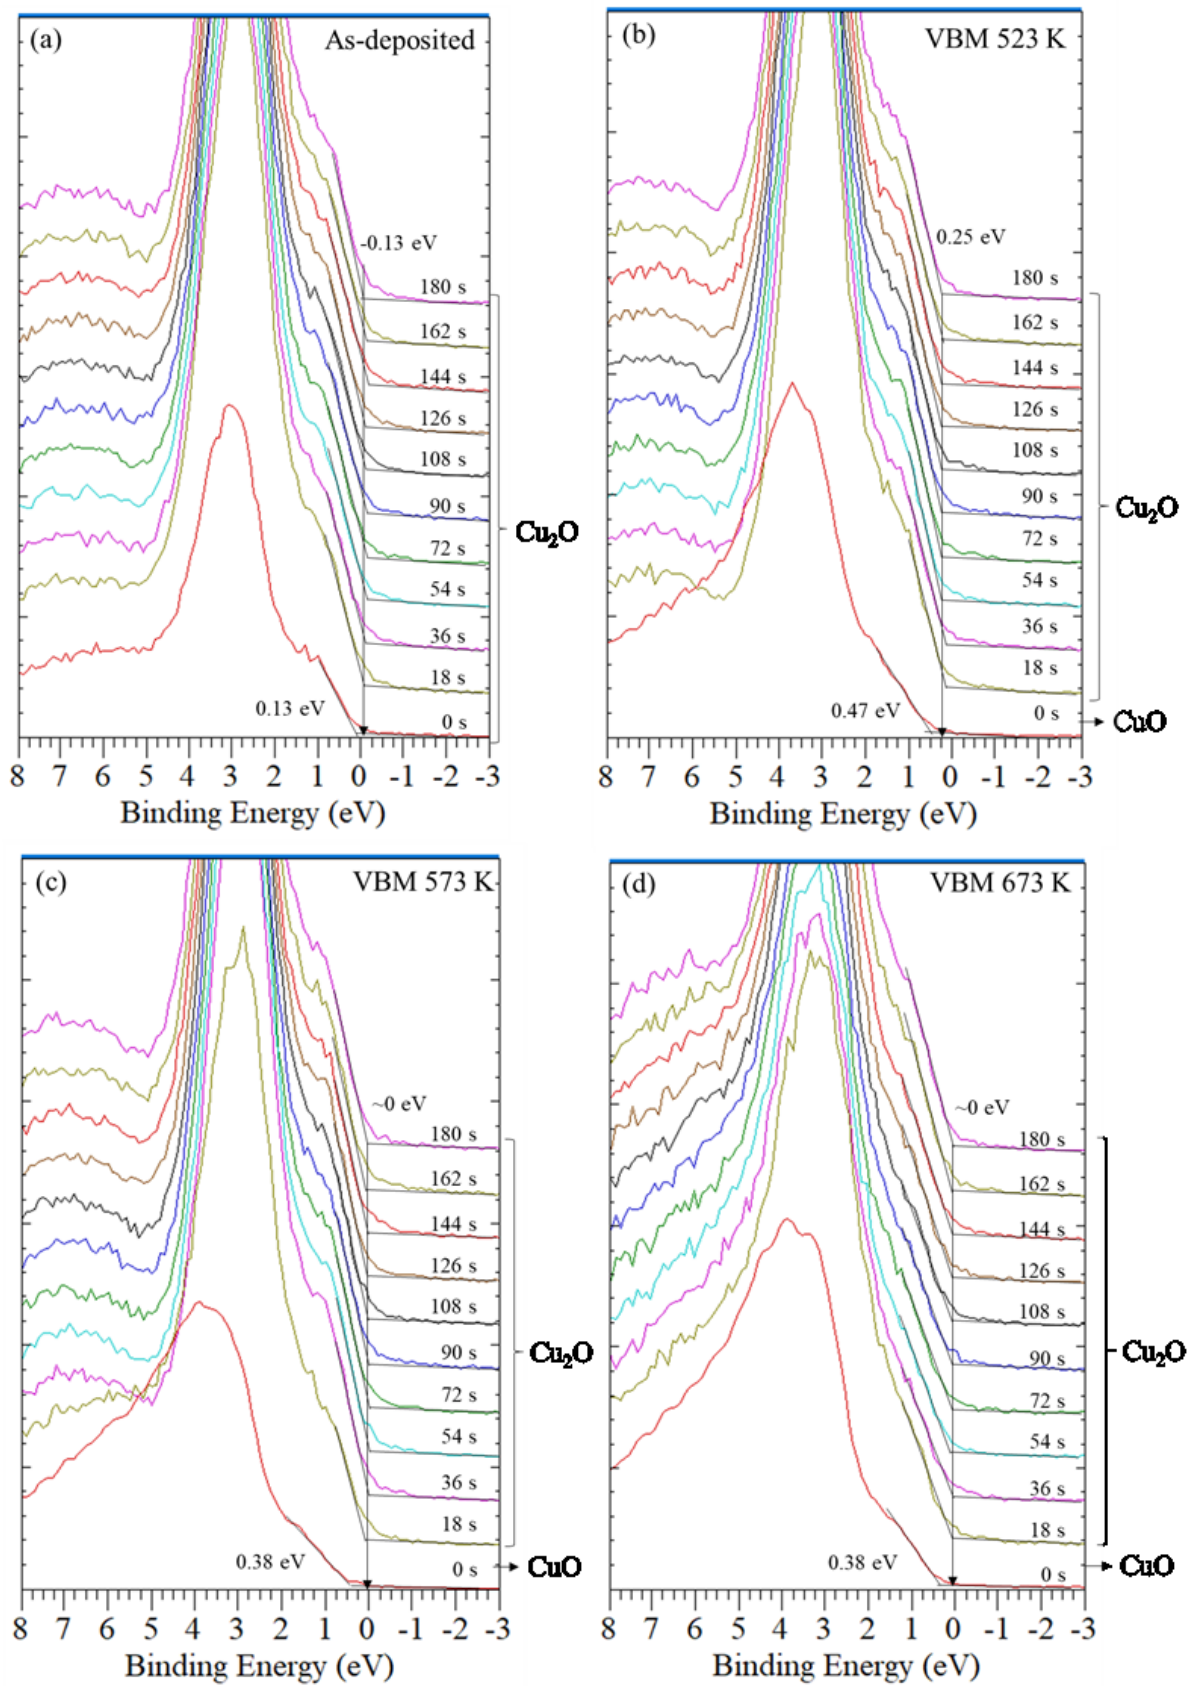 (a) As-deposited
-0.13 eV
180 s
162 s
144 s
126 s
108 s
90 s
72 s
54 s
36 s
18 s
0 s
Cu₂O
0.13 eV
8 7 6 5 4 3 2 1 0 -1 -2 -3
Binding Energy (eV)
(b) VBM 523 K
0.25 eV
180 s
162 s
144 s
126 s
108 s
90 s
72 s
54 s
36 s
18 s
0 s
Cu₂O
CuO
0.47 eV
8 7 6 5 4 3 2 1 0 -1 -2 -3
Binding Energy (eV)
(c) VBM 573 K
~0 eV
180 s
162 s
144 s
126 s
108 s
90 s
72 s
54 s
36 s
18 s
0 s
Cu₂O
CuO
0.38 eV
8 7 6 5 4 3 2 1 0 -1 -2 -3
Binding Energy (eV)
(d) VBM 673 K
~0 eV
180 s
162 s
144 s
126 s
108 s
90 s
72 s
54 s
36 s
18 s
0 s
Cu₂O
CuO
0.38 eV
8 7 6 5 4 3 2 1 0 -1 -2 -3
Binding Energy (eV)